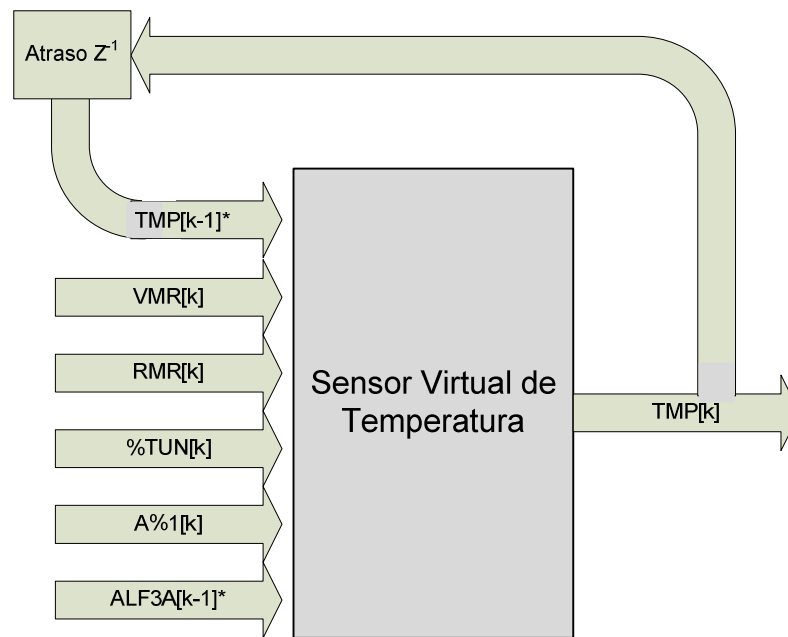 Atraso Z⁻¹
TMP[k-1]*
VMR[k]
RMR[k]
%TUN[k]
A%1[k]
ALF3A[k-1]*
Sensor Virtual de
Temperatura
TMP[k]